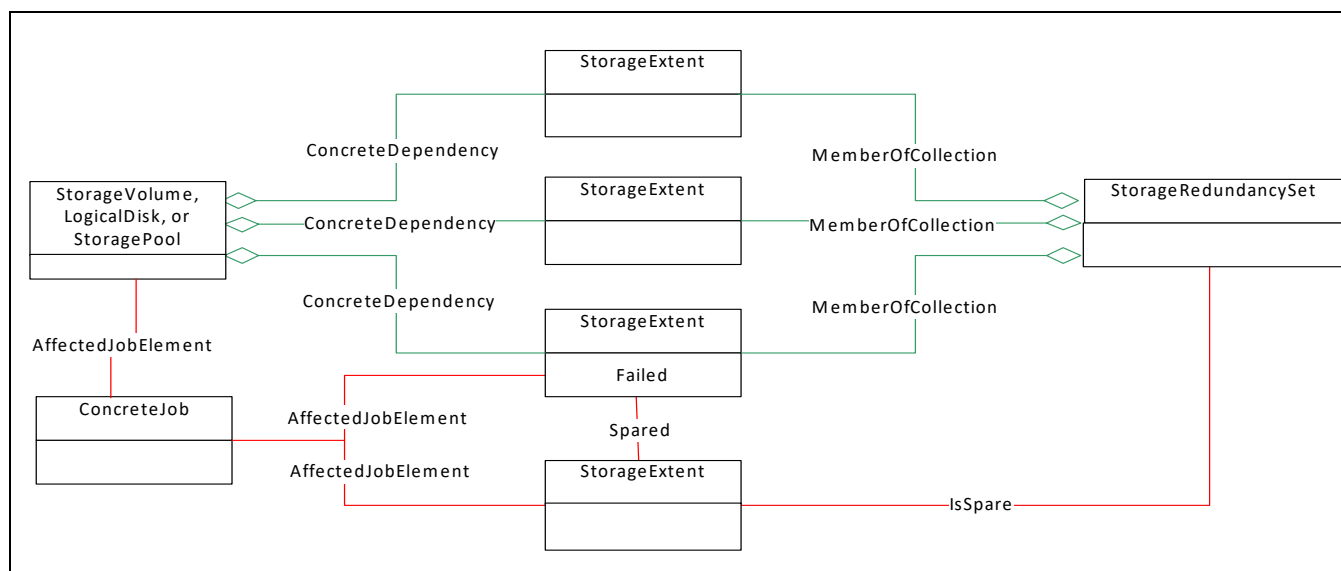 StorageExtent
ConcreteDependency
MemberOfCollection
StorageVolume,
LogicalDisk, or
StoragePool
StorageExtent
StorageRedundancySet
ConcreteDependency
MemberOfCollection
ConcreteDependency
MemberOfCollection
StorageExtent
Failed
AffectedJobElement
ConcreteJob
AffectedJobElement
Spared
AffectedJobElement
StorageExtent
IsSpare